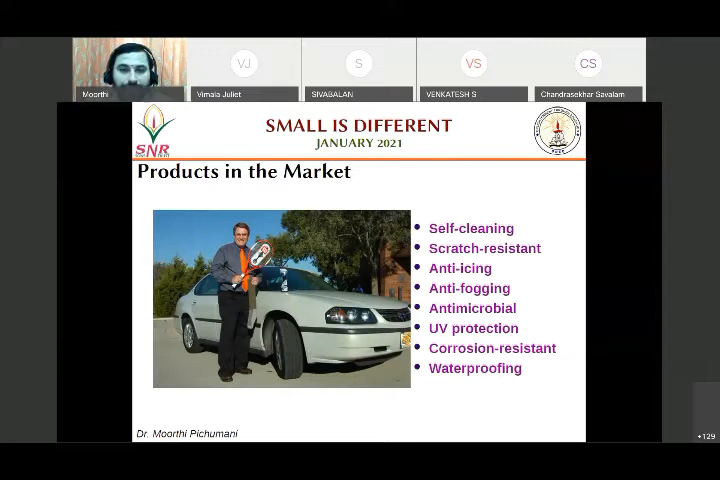 VJ
S
VS
CS
Moorthi
Vimala Juliet
SIVABALAN
VENKATESH S
Chandrasekhar Savalam
SNR
SMALL IS DIFFERENT
JANUARY 2021
Products in the Market
Self-cleaning
Scratch-resistant
Anti-icing
Anti-fogging
Antimicrobial
UV protection
Corrosion-resistant
Waterproofing
Dr. Moorthi Pichumani
+129